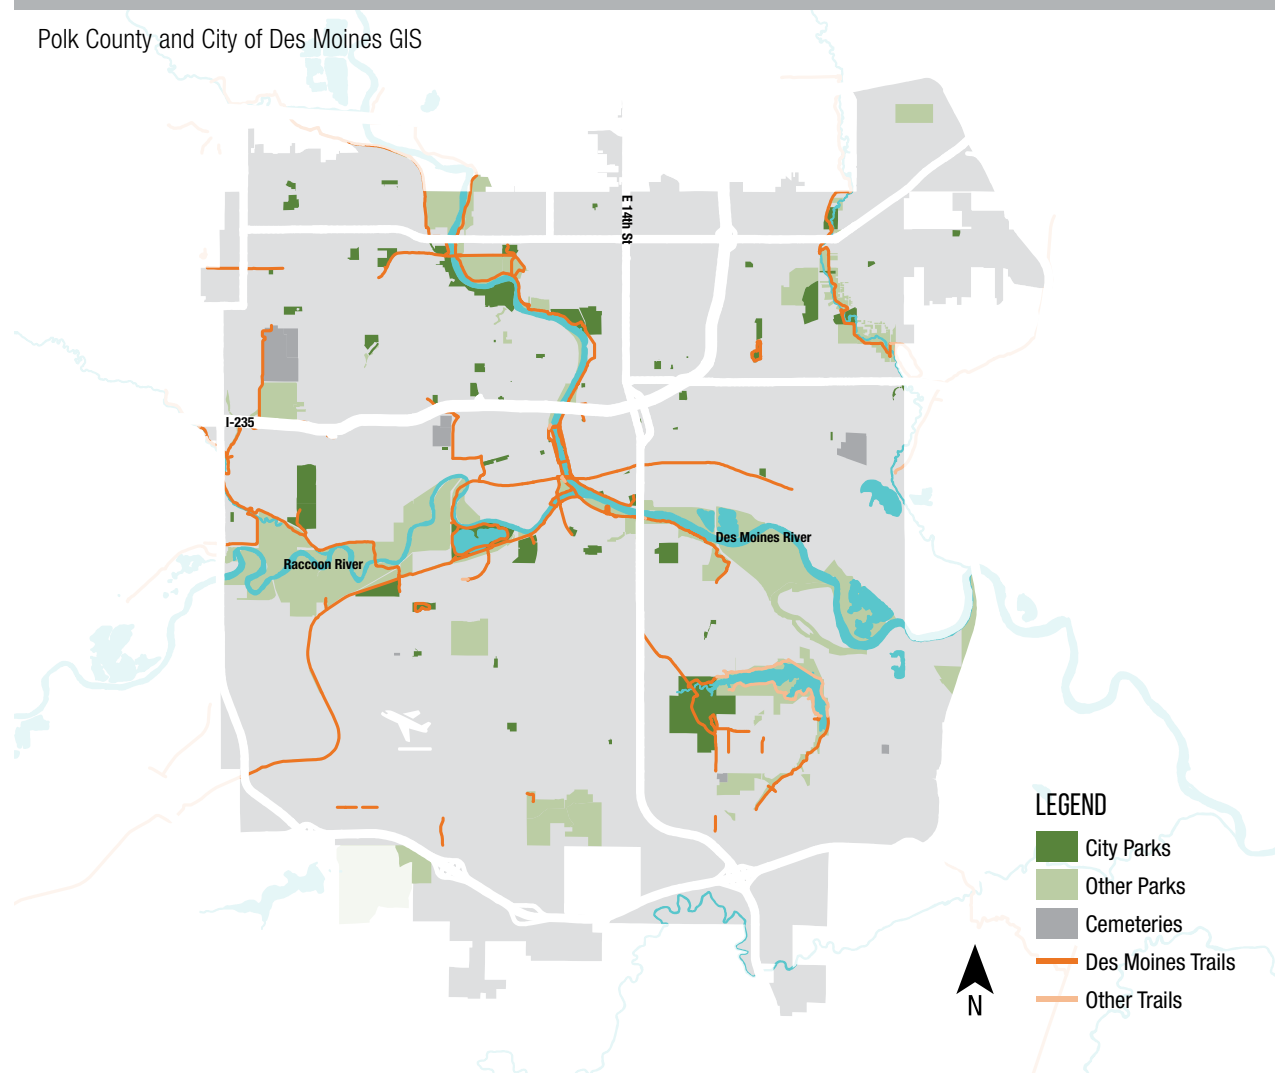 Polk County and City of Des Moines GIS
E 14th St
I-235
Des Moines River
Raccoon River
LEGEND
City Parks
Other Parks
Cemeteries
Des Moines Trails
Other Trails
N